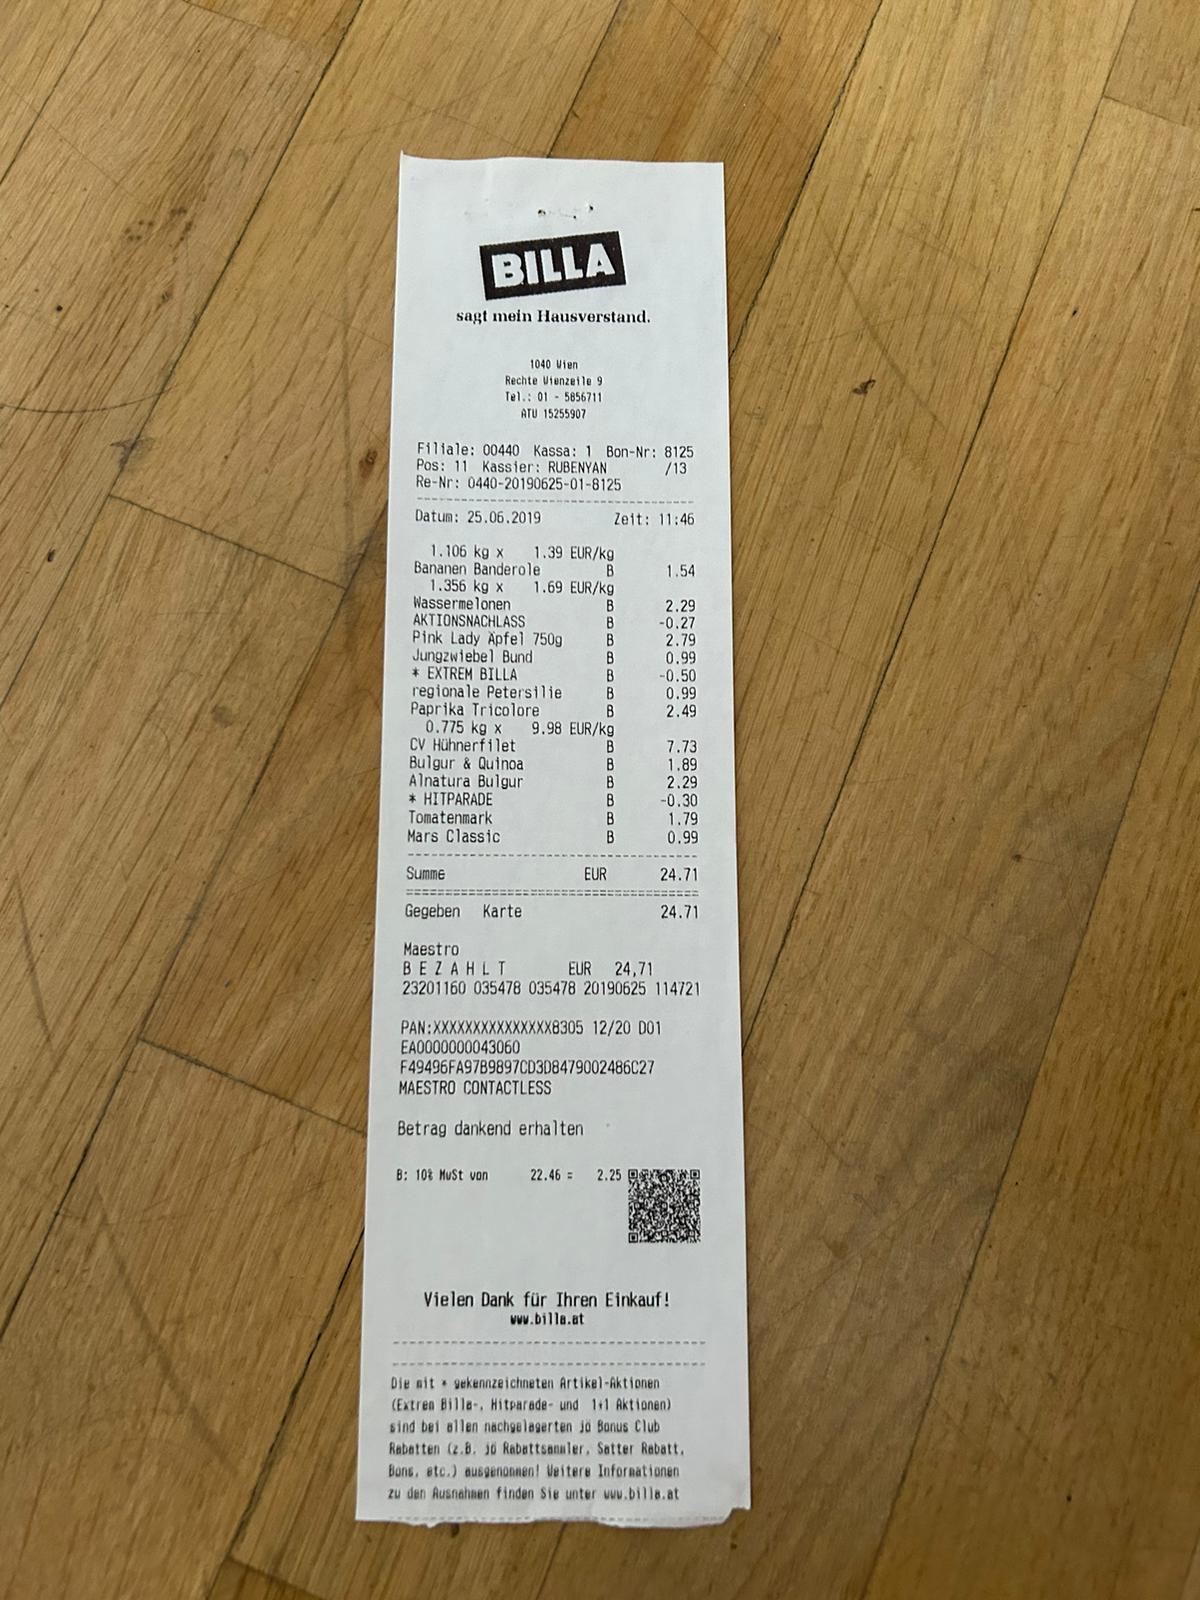 BILLA
sagt mein Hausverstand.
1040 Wien
Rechte Wienzeile 9
Tel.: 01 - 5856711
ATU 15255907
Filiale: 00440 Kassa: 1 Bon-Nr: 8125
Pos: 11 Kassier: RUBENYAN /13
Re-Nr: 0440-20190625-01-8125
Datum: 25.06.2019 Zeit: 11:46
1.106 kg x 1.39 EUR/kg
Bananen Banderole B 1.54
1.356 kg x 1.69 EUR/kg
Wassermelonen B 2.29
AKTIONSNACHLASS B -0.27
Pink Lady Äpfel 750g B 2.79
Jungzwiebel Bund B 0.99
* EXTREM BILLA B -0.50
regionale Petersilie B 0.99
Paprika Tricolore B 2.49
0.775 kg x 9.98 EUR/kg
CV Hühnerfilet B 7.73
Bulgur & Quinoa B 1.89
Alnatura Bulgur B 2.29
* HITPARADE B -0.30
Tomatenmark B 1.79
Mars Classic B 0.99
Summe EUR 24.71
Gegeben Karte 24.71
Maestro
B E Z A H L T EUR 24,71
23201160 035478 035478 20190625 114721
PAN:XXXXXXXXXXXXXXX8305 12/20 D01
EA0000000043060
F49496FA97B9897CD3D8479002486C27
MAESTRO CONTACTLESS
Betrag dankend erhalten
B: 10% MwSt von 22.46 = 2.25
Vielen Dank für Ihren Einkauf!
www.billa.at
Die mit * gekennzeichneten Artikel-Aktionen
(Extrem Billa-, Hitparade- und 1+1 Aktionen)
sind bei allen nachgelagerten jö Bonus Club
Rabatten (z.B. jö Rabattsammler, Satter Rabatt,
Bons, etc.) ausgenommen! Weitere Informationen
zu den Ausnahmen finden Sie unter www.billa.at